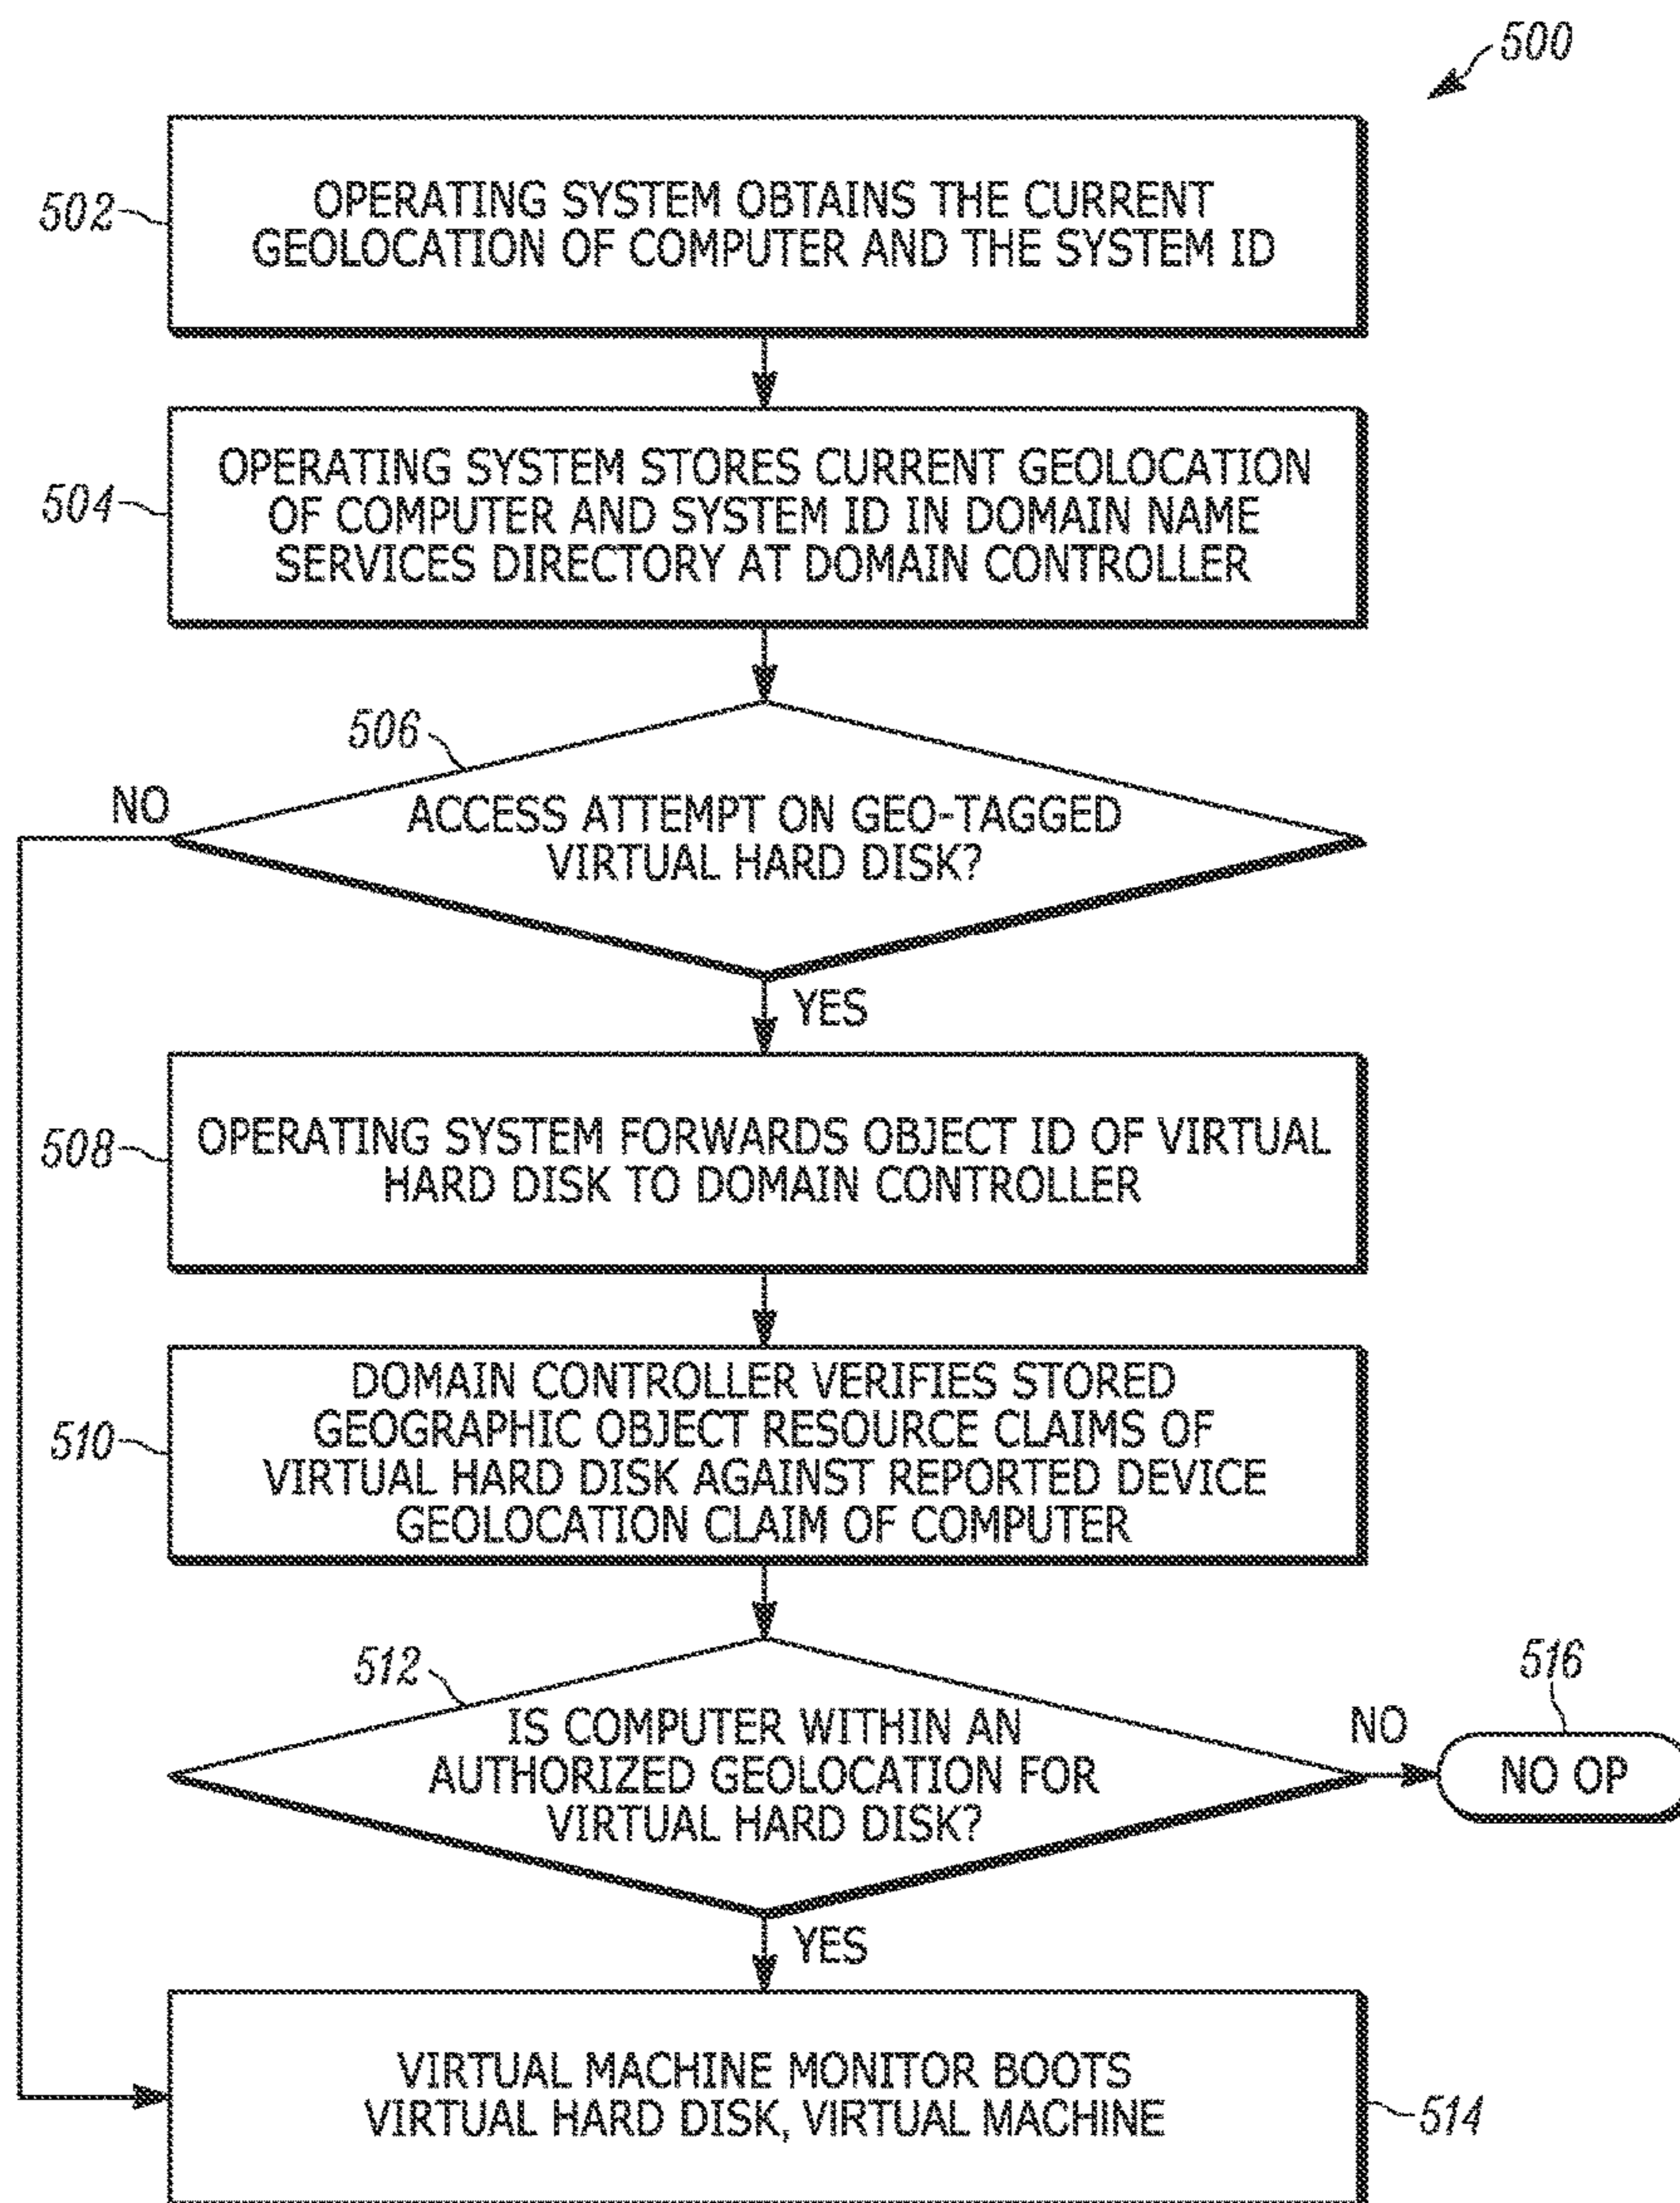 500
502
OPERATING SYSTEM OBTAINS THE CURRENT
GEOLOCATION OF COMPUTER AND THE SYSTEM ID
504
OPERATING SYSTEM STORES CURRENT GEOLOCATION
OF COMPUTER AND SYSTEM ID IN DOMAIN NAME
SERVICES DIRECTORY AT DOMAIN CONTROLLER
506
NO
ACCESS ATTEMPT ON GEO-TAGGED
VIRTUAL HARD DISK?
YES
508
OPERATING SYSTEM FORWARDS OBJECT ID OF VIRTUAL
HARD DISK TO DOMAIN CONTROLLER
510
DOMAIN CONTROLLER VERIFIES STORED
GEOGRAPHIC OBJECT RESOURCE CLAIMS OF
VIRTUAL HARD DISK AGAINST REPORTED DEVICE
GEOLOCATION CLAIM OF COMPUTER
512
IS COMPUTER WITHIN AN
AUTHORIZED GEOLOCATION FOR
VIRTUAL HARD DISK?
NO
516
NO OP
YES
VIRTUAL MACHINE MONITOR BOOTS
VIRTUAL HARD DISK, VIRTUAL MACHINE
514